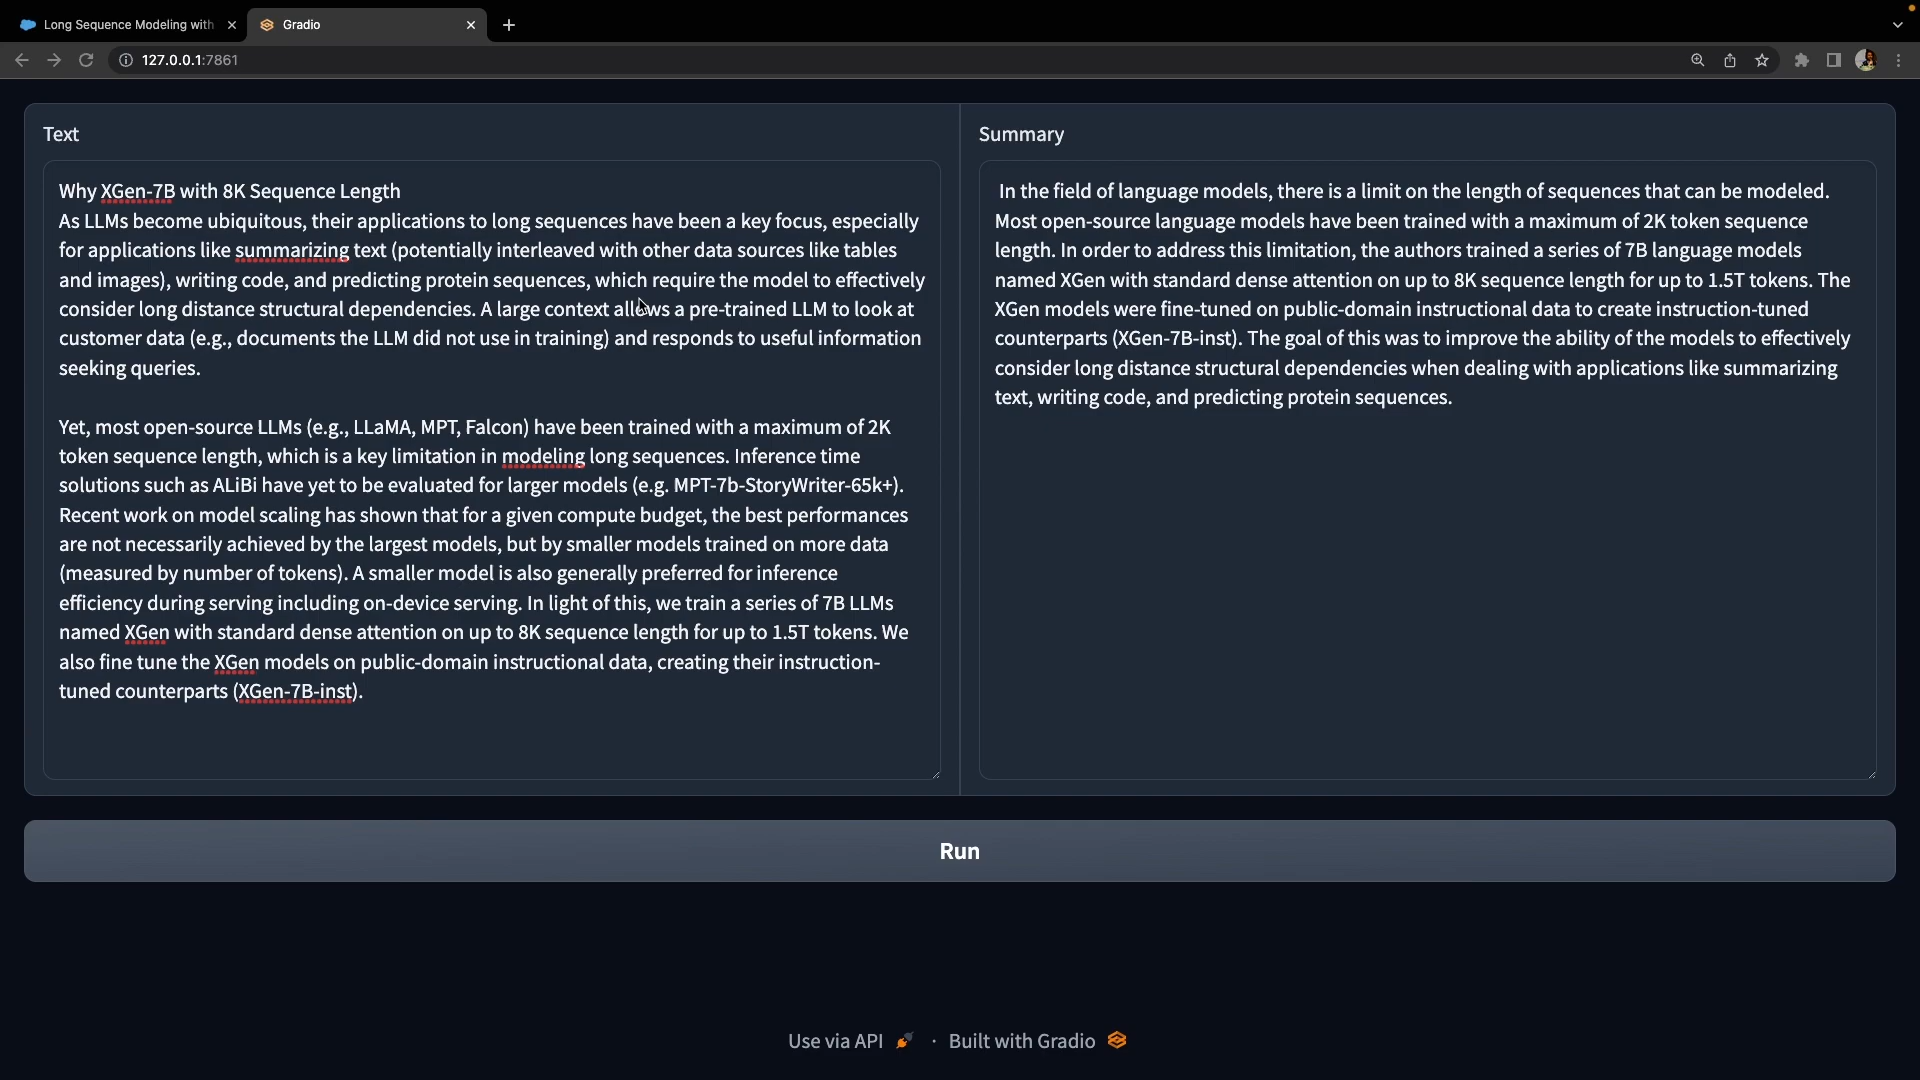 Long Sequence Modeling with
Gradio
127.0.0.1:7861
Text
Why XGen-7B with 8K Sequence Length
As LLMs become ubiquitous, their applications to long sequences have been a key focus, especially
for applications like summarizing text (potentially interleaved with other data sources like tables
and images), writing code, and predicting protein sequences, which require the model to effectively
consider long distance structural dependencies. A large context allows a pre-trained LLM to look at
customer data (e.g., documents the LLM did not use in training) and responds to useful information
seeking queries.
Yet, most open-source LLMs (e.g., LLaMA, MPT, Falcon) have been trained with a maximum of 2K
token sequence length, which is a key limitation in modeling long sequences. Inference time
solutions such as ALiBi have yet to be evaluated for larger models (e.g. MPT-7b-StoryWriter-65k+).
Recent work on model scaling has shown that for a given compute budget, the best performances
are not necessarily achieved by the largest models, but by smaller models trained on more data
(measured by number of tokens). A smaller model is also generally preferred for inference
efficiency during serving including on-device serving. In light of this, we train a series of 7B LLMs
named XGen with standard dense attention on up to 8K sequence length for up to 1.5T tokens. We
also fine tune the XGen models on public-domain instructional data, creating their instruction-
tuned counterparts (XGen-7B-inst).
Summary
In the field of language models, there is a limit on the length of sequences that can be modeled.
Most open-source language models have been trained with a maximum of 2K token sequence
length. In order to address this limitation, the authors trained a series of 7B language models
named XGen with standard dense attention on up to 8K sequence length for up to 1.5T tokens. The
XGen models were fine-tuned on public-domain instructional data to create instruction-tuned
counterparts (XGen-7B-inst). The goal of this was to improve the ability of the models to effectively
consider long distance structural dependencies when dealing with applications like summarizing
text, writing code, and predicting protein sequences.
Run
Use via API · Built with Gradio